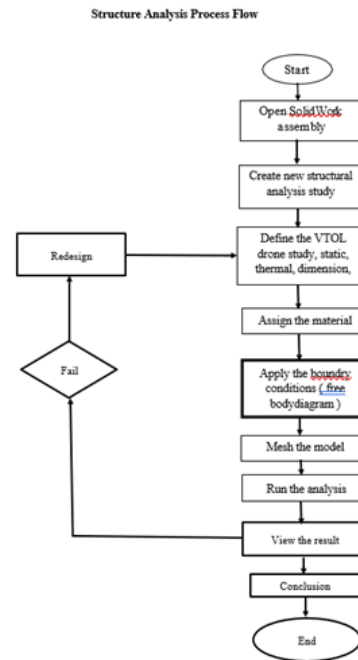 Structure Analysis Process Flow
Start
Open SolidWork
assembly
Create new structural
analysis study
Define the VTOL
drone study, static,
thermal, dimension,
Redesign
Assign the material
Fail
Apply the boundry
conditions ( free
bodydiagram )
Mesh the model
Run the analysis
View the result
Conclusion
End